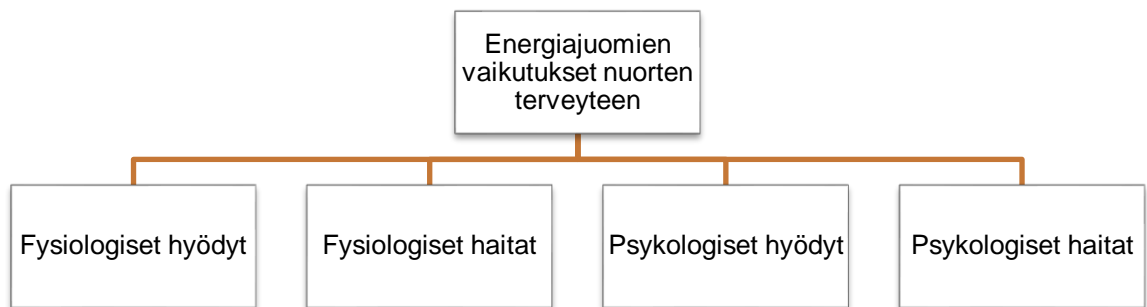 Energiajuomien
vaikutukset nuorten
terveyteen
Fysiologiset hyödyt
Fysiologiset haitat
Psykologiset hyödyt
Psykologiset haitat